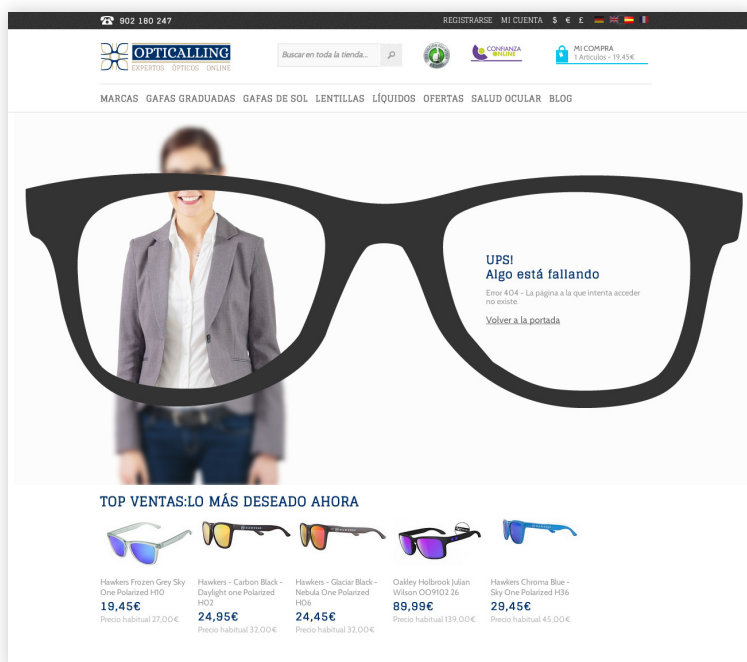 902 180 247
REGISTRARSE MI CUENTA $ € £
OPTICALLING
EXPERTOS ÓPTICOS ONLINE
Buscar en toda la tienda...
CONFIANZA
ONLINE
MI COMPRA
1 Artículos - 19,45€
MARCAS GAFAS GRADUADAS GAFAS DE SOL LENTILLAS LÍQUIDOS OFERTAS SALUD OCULAR BLOG
UPS!
Algo está fallando
Error 404 - La página a la que intenta acceder
no existe.
Volver a la portada
TOP VENTAS:LO MÁS DESEADO AHORA
Hawkers Frozen Grey Sky
One Polarized H10
19,45€
Precio habitual 27,00€
Hawkers - Carbon Black -
Daylight one Polarized
H02
24,95€
Precio habitual 32,00€
Hawkers - Glaciar Black -
Nebula One Polarized
H06
24,45€
Precio habitual 32,00€
Oakley Holbrook Julian
Wilson OO9102 26
89,99€
Precio habitual 139,00€
Hawkers Chroma Blue -
Sky One Polarized H36
29,45€
Precio habitual 45,00€